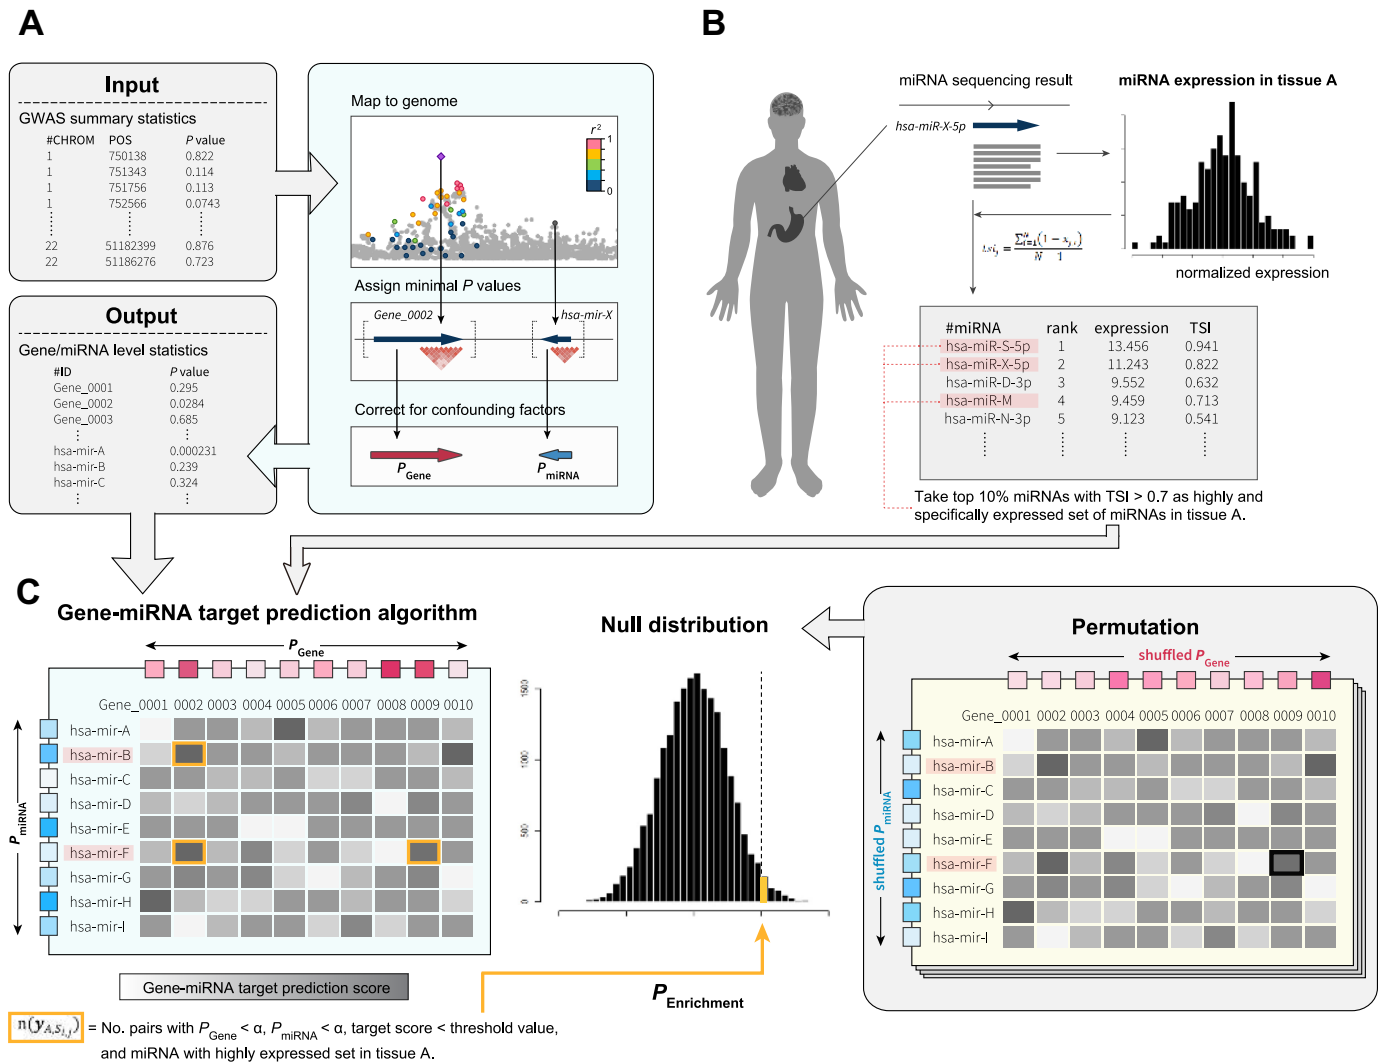 A
Input
GWAS summary statistics
#CHROM POS P value
1 750138 0.822
1 751343 0.114
1 751756 0.113
1 752566 0.0743
22 51182399 0.876
22 51186276 0.723
Output
Gene/miRNA level statistics
#ID P value
Gene_0001 0.295
Gene_0002 0.0284
Gene_0003 0.685
hsa-mir-A 0.000231
hsa-mir-B 0.239
hsa-mir-C 0.324
Map to genome
r2
1
0
Assign minimal P values
Gene_0002 hsa-mir-X
Correct for confounding factors
PGene PmiRNA
B
miRNA sequencing result
hsa-miR-X-5p
miRNA expression in tissue A
normalized expression
#miRNA rank expression TSI
hsa-miR-S-5p 1 13.456 0.941
hsa-miR-X-5p 2 11.243 0.822
hsa-miR-D-3p 3 9.552 0.632
hsa-miR-M 4 9.459 0.713
hsa-miR-N-3p 5 9.123 0.541
Take top 10% miRNAs with TSI > 0.7 as highly and
specifically expressed set of miRNAs in tissue A.
C
Gene-miRNA target prediction algorithm
PGene
Gene_0001 0002 0003 0004 0005 0006 0007 0008 0009 0010
PmiRNA
hsa-mir-A
hsa-mir-B
hsa-mir-C
hsa-mir-D
hsa-mir-E
hsa-mir-F
hsa-mir-G
hsa-mir-H
hsa-mir-I
Gene-miRNA target prediction score
n(yA,Si,j) = No. pairs with PGene < α, PmiRNA < α, target score < threshold value,
and miRNA with highly expressed set in tissue A.
Null distribution
1500
1000
500
0
PEnrichment
Permutation
shuffled PGene
Gene_0001 0002 0003 0004 0005 0006 0007 0008 0009 0010
shuffled PmiRNA
hsa-mir-A
hsa-mir-B
hsa-mir-C
hsa-mir-D
hsa-mir-E
hsa-mir-F
hsa-mir-G
hsa-mir-H
hsa-mir-I